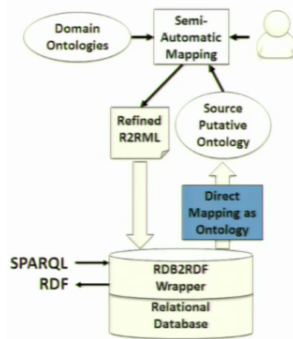 Domain
Ontologies
Semi-
Automatic
Mapping
Refined
R2RML
Source
Putative
Ontology
Direct
Mapping as
Ontology
SPARQL
RDF
RDB2RDF
Wrapper
Relational
Database